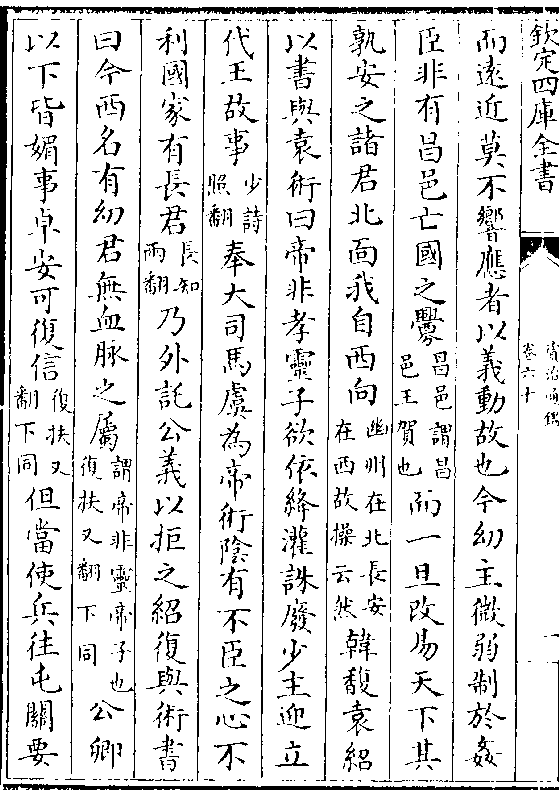 欽定四庫全書
資治通鑑
卷六十
而遠近莫不響應者以義動故也今幼主微弱制於姦
臣非有昌邑亡國之釁昌邑謂昌邑王賀也而一旦改易天下其
孰安之諸君北面我自西向幽州在北長安在西故操云然韓馥袁紹
以書與袁術曰帝非孝靈子欲依絳灌誅廢少主迎立
代王故事少詩照翻奉大司馬虞為帝術陰有不臣之心不
利國家有長君長知兩翻乃外託公義以拒之紹復與術書
曰今西名有幼君無血脉之屬謂帝非靈帝子也復扶又翻下同公卿
以下皆媚事卓安可復信復扶又翻下同但當使兵往屯關要